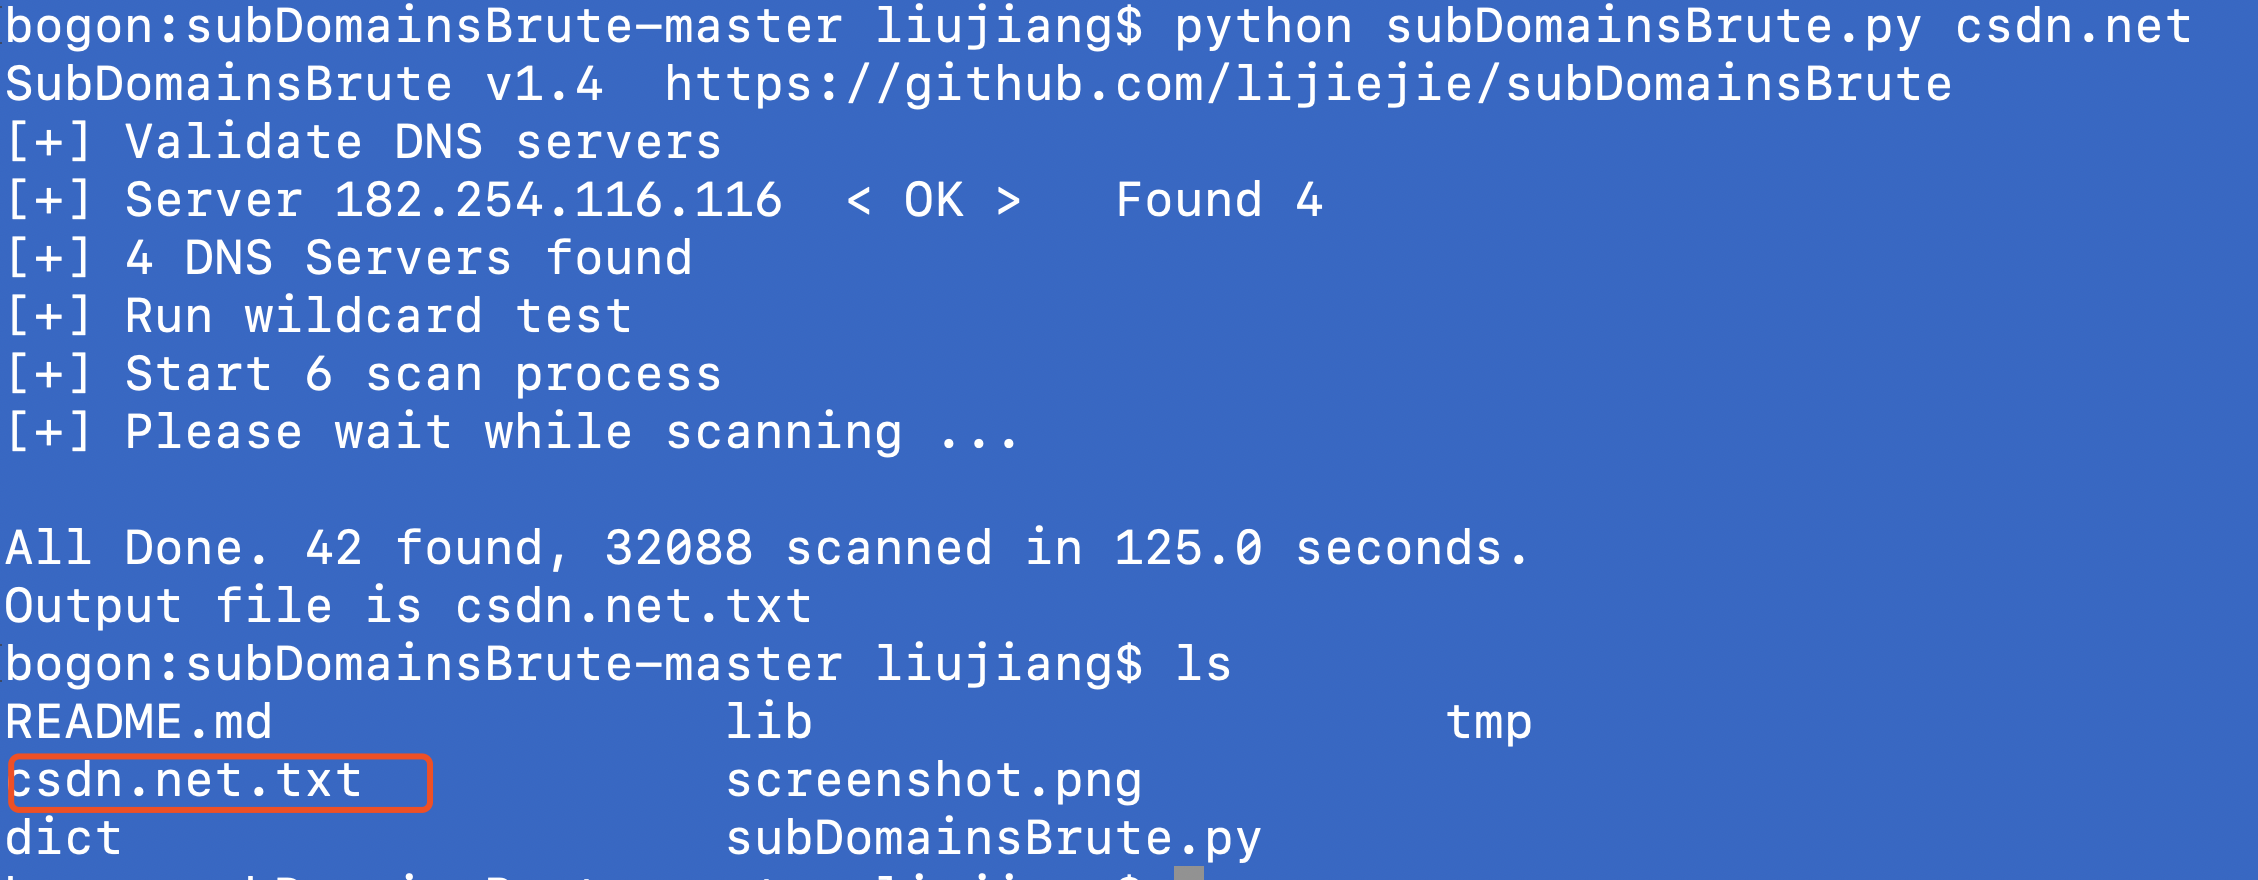 bogon:subDomainsBrute-master liujiang$ python subDomainsBrute.py csdn.net
SubDomainsBrute v1.4  https://github.com/lijiejie/subDomainsBrute
[+] Validate DNS servers
[+] Server 182.254.116.116  < OK >   Found 4
[+] 4 DNS Servers found
[+] Run wildcard test
[+] Start 6 scan process
[+] Please wait while scanning ...
All Done. 42 found, 32088 scanned in 125.0 seconds.
Output file is csdn.net.txt
bogon:subDomainsBrute-master liujiang$ ls
README.md lib tmp
csdn.net.txt screenshot.png
dict subDomainsBrute.py